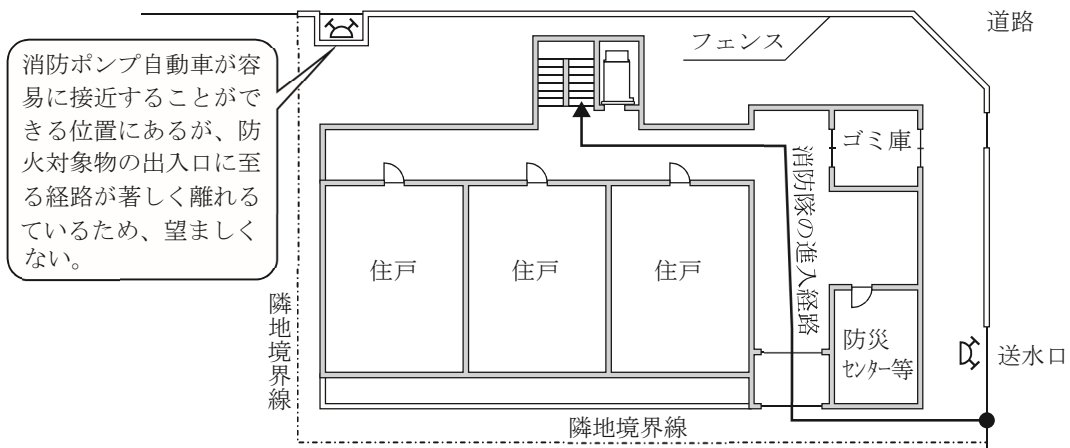 道路
フェンス
消防ポンプ自動車が容
易に接近することがで
きる位置にあるが、防
火対象物の出入口に至
る経路が著しく離れる
ているため、望ましく
ない。
ゴミ庫
消防隊の進入経路
住戸
住戸
住戸
隣地境界線
防災
センター等
送水口
隣地境界線